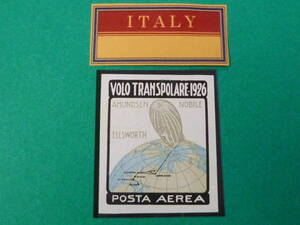 ITALY
VOLO TRANSPOLARE·1926
AMUNDSEN NOBILE
ELLSWORTH
POSTA AEREA